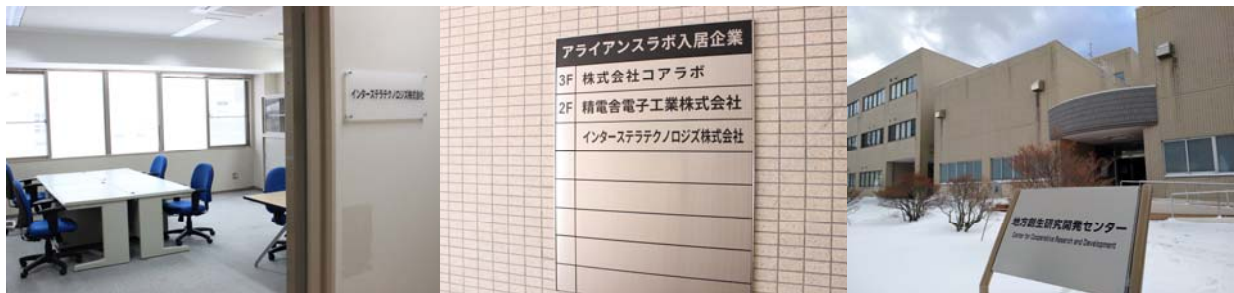 インターステラテクノロジズ株式会社
アライアンスラボ入居企業
3F 株式会社コアラボ
2F 精電舎電子工業株式会社
インターステラテクノロジズ株式会社
地方創生研究開発センター
Center for Cooperative Research and Development